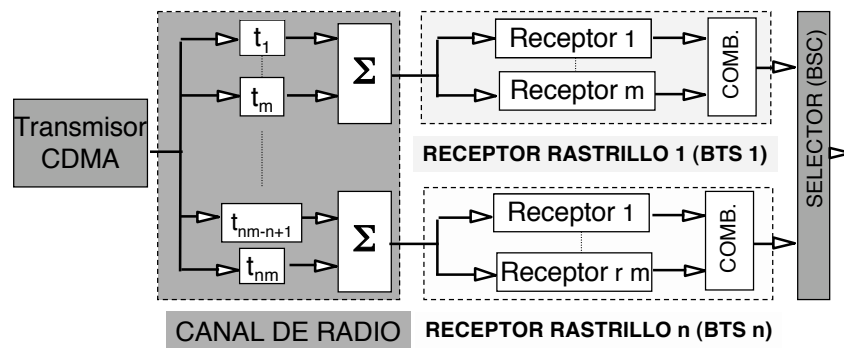 t1
tm
Σ
Receptor 1
Receptor m
COMB.
Transmisor
CDMA
RECEPTOR RASTRILLO 1 (BTS 1)
SELECTOR (BSC)
tnm-n+1
tnm
Σ
Receptor 1
Receptor r m
COMB.
CANAL DE RADIO
RECEPTOR RASTRILLO n (BTS n)